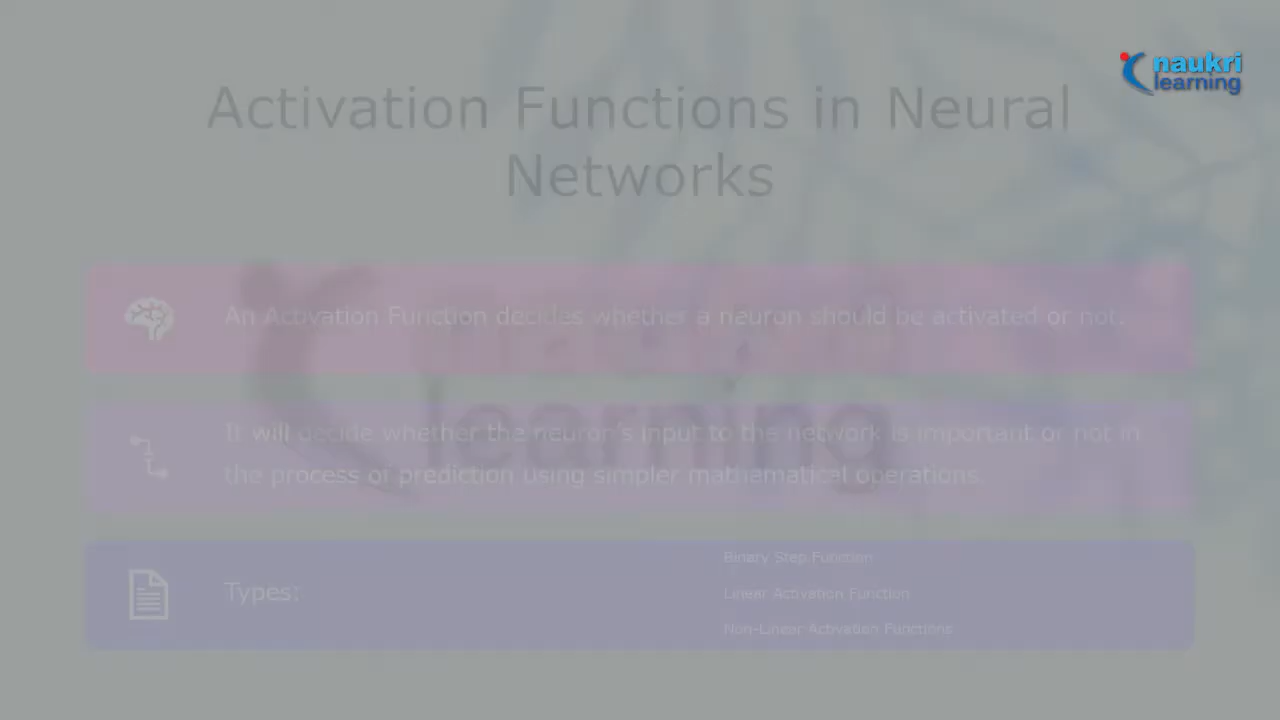 naukri
learning
Activation Functions in Neural
Networks
An Activation Function decides whether a neuron should be activated or not.
It will decide whether the neuron's input to the network is important or not in
the process of prediction using simpler mathematical operations.
Types:
Binary Step Function
Linear Activation Function
Non-Linear Activation Functions
naukri
learning